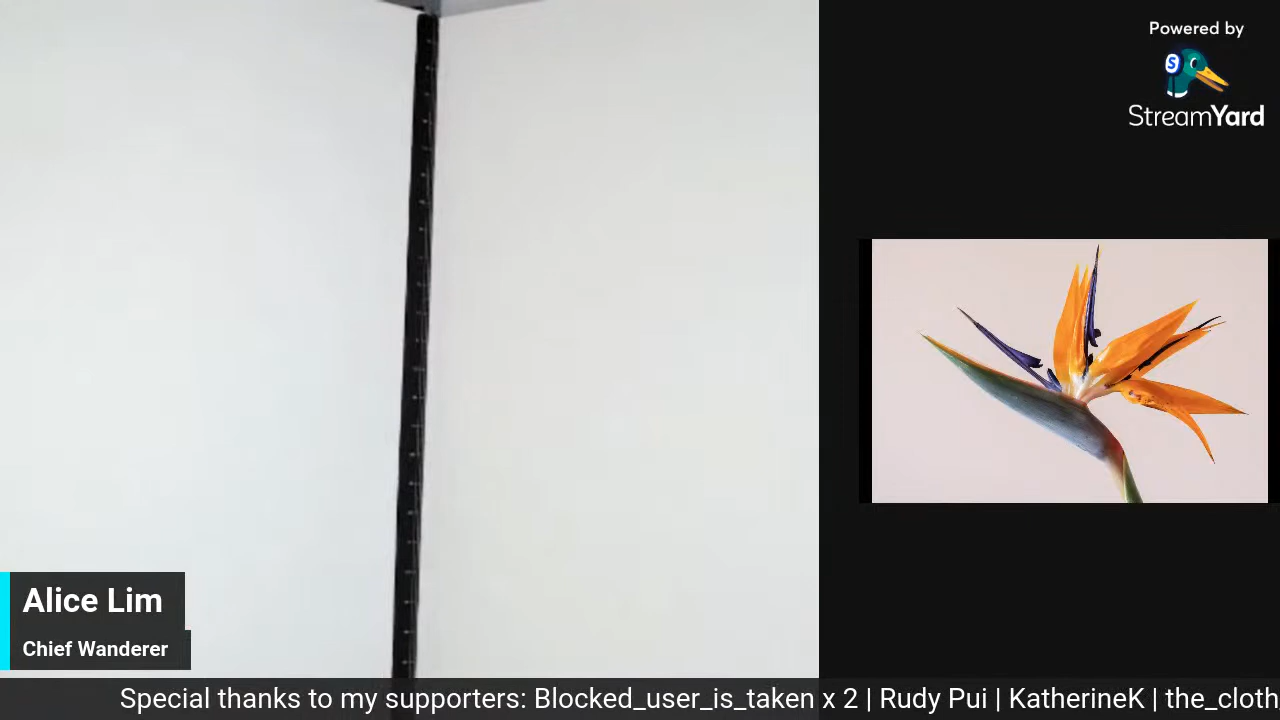 Powered by
StreamYard
Alice Lim
Chief Wanderer
Special thanks to my supporters: Blocked_user_is_taken x 2 | Rudy Pui | KatherineK | the_cloth